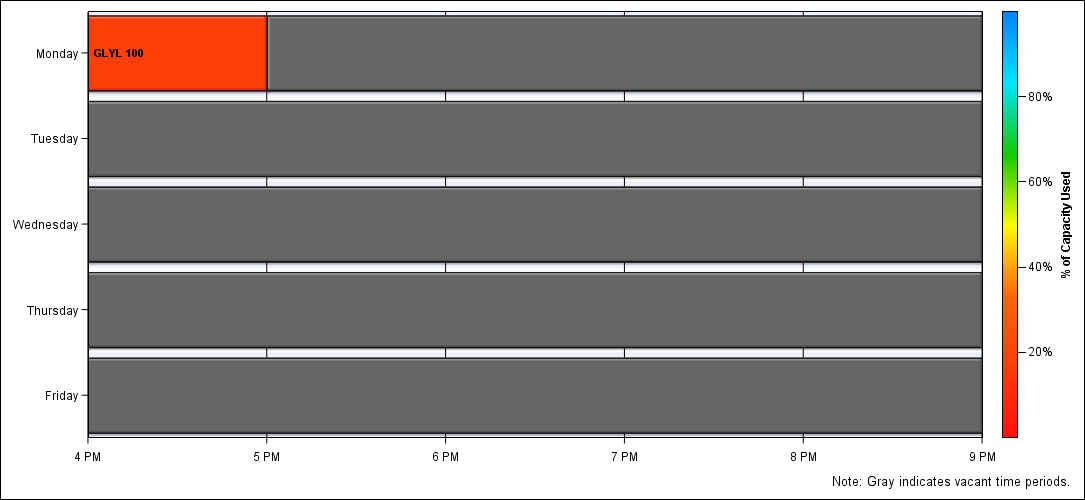 Monday
GLYL 100
Tuesday
Wednesday
Thursday
Friday
4 PM
5 PM
6 PM
7 PM
8 PM
9 PM
80%
60%
40%
20%
% of Capacity Used
Note: Gray indicates vacant time periods.